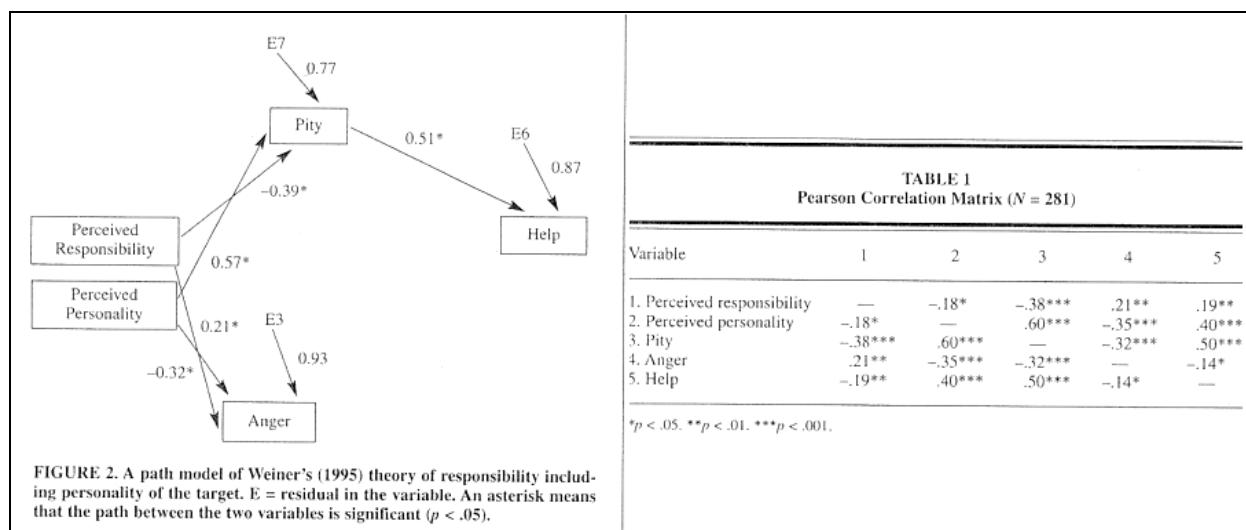 E7
0.77
Pity
0.51*
E6
0.87
-0.39*
Perceived
Responsibility
Help
0.57*
Perceived
Personality
0.21*
E3
0.93
-0.32*
Anger
FIGURE 2. A path model of Weiner's (1995) theory of responsibility includ-
ing personality of the target. E = residual in the variable. An asterisk means
that the path between the two variables is significant (p < .05).
TABLE 1
Pearson Correlation Matrix (N = 281)
Variable 1 2 3 4 5
1. Perceived responsibility — -.18* -.38*** .21** .19**
2. Perceived personality -.18* — .60*** -.35*** .40***
3. Pity -.38*** .60*** — -.32*** .50***
4. Anger .21** -.35*** -.32*** — -.14*
5. Help -.19** .40*** .50*** -.14* —
*p < .05. **p < .01. ***p < .001.